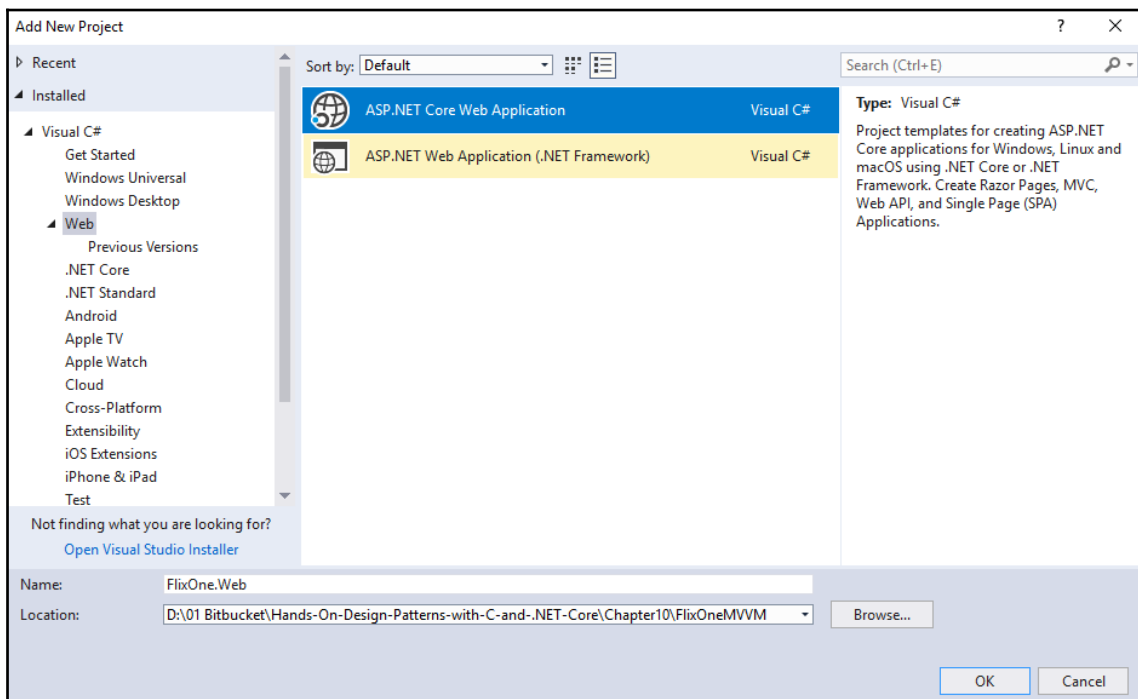 Add New Project
?
Recent
Installed
Visual C#
Get Started
Windows Universal
Windows Desktop
Web
Previous Versions
.NET Core
.NET Standard
Android
Apple TV
Apple Watch
Cloud
Cross-Platform
Extensibility
iOS Extensions
iPhone & iPad
Test
Not finding what you are looking for?
Open Visual Studio Installer
Sort by: Default
ASP.NET Core Web Application Visual C#
ASP.NET Web Application (.NET Framework) Visual C#
Search (Ctrl+E)
Type: Visual C#
Project templates for creating ASP.NET
Core applications for Windows, Linux and
macOS using .NET Core or .NET
Framework. Create Razor Pages, MVC,
Web API, and Single Page (SPA)
Applications.
Name: FlixOne.Web
Location: D:\01 Bitbucket\Hands-On-Design-Patterns-with-C-and-.NET-Core\Chapter10\FlixOneMVVM Browse...
OK Cancel